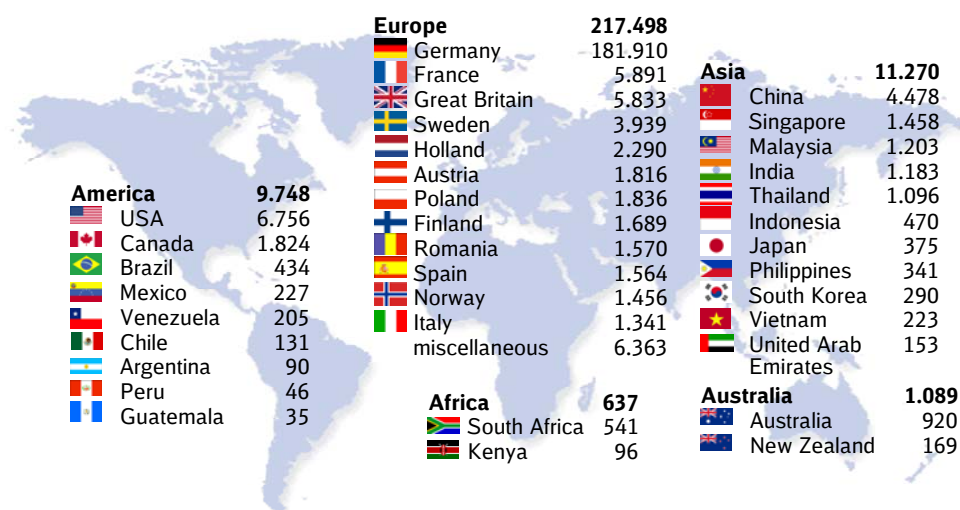 America 9.748
USA 6.756
Canada 1.824
Brazil 434
Mexico 227
Venezuela 205
Chile 131
Argentina 90
Peru 46
Guatemala 35
Europe 217.498
Germany 181.910
France 5.891
Great Britain 5.833
Sweden 3.939
Holland 2.290
Austria 1.816
Poland 1.836
Finland 1.689
Romania 1.570
Spain 1.564
Norway 1.456
Italy 1.341
miscellaneous 6.363
Africa 637
South Africa 541
Kenya 96
Asia 11.270
China 4.478
Singapore 1.458
Malaysia 1.203
India 1.183
Thailand 1.096
Indonesia 470
Japan 375
Philippines 341
South Korea 290
Vietnam 223
United Arab 153
Emirates
Australia 1.089
Australia 920
New Zealand 169